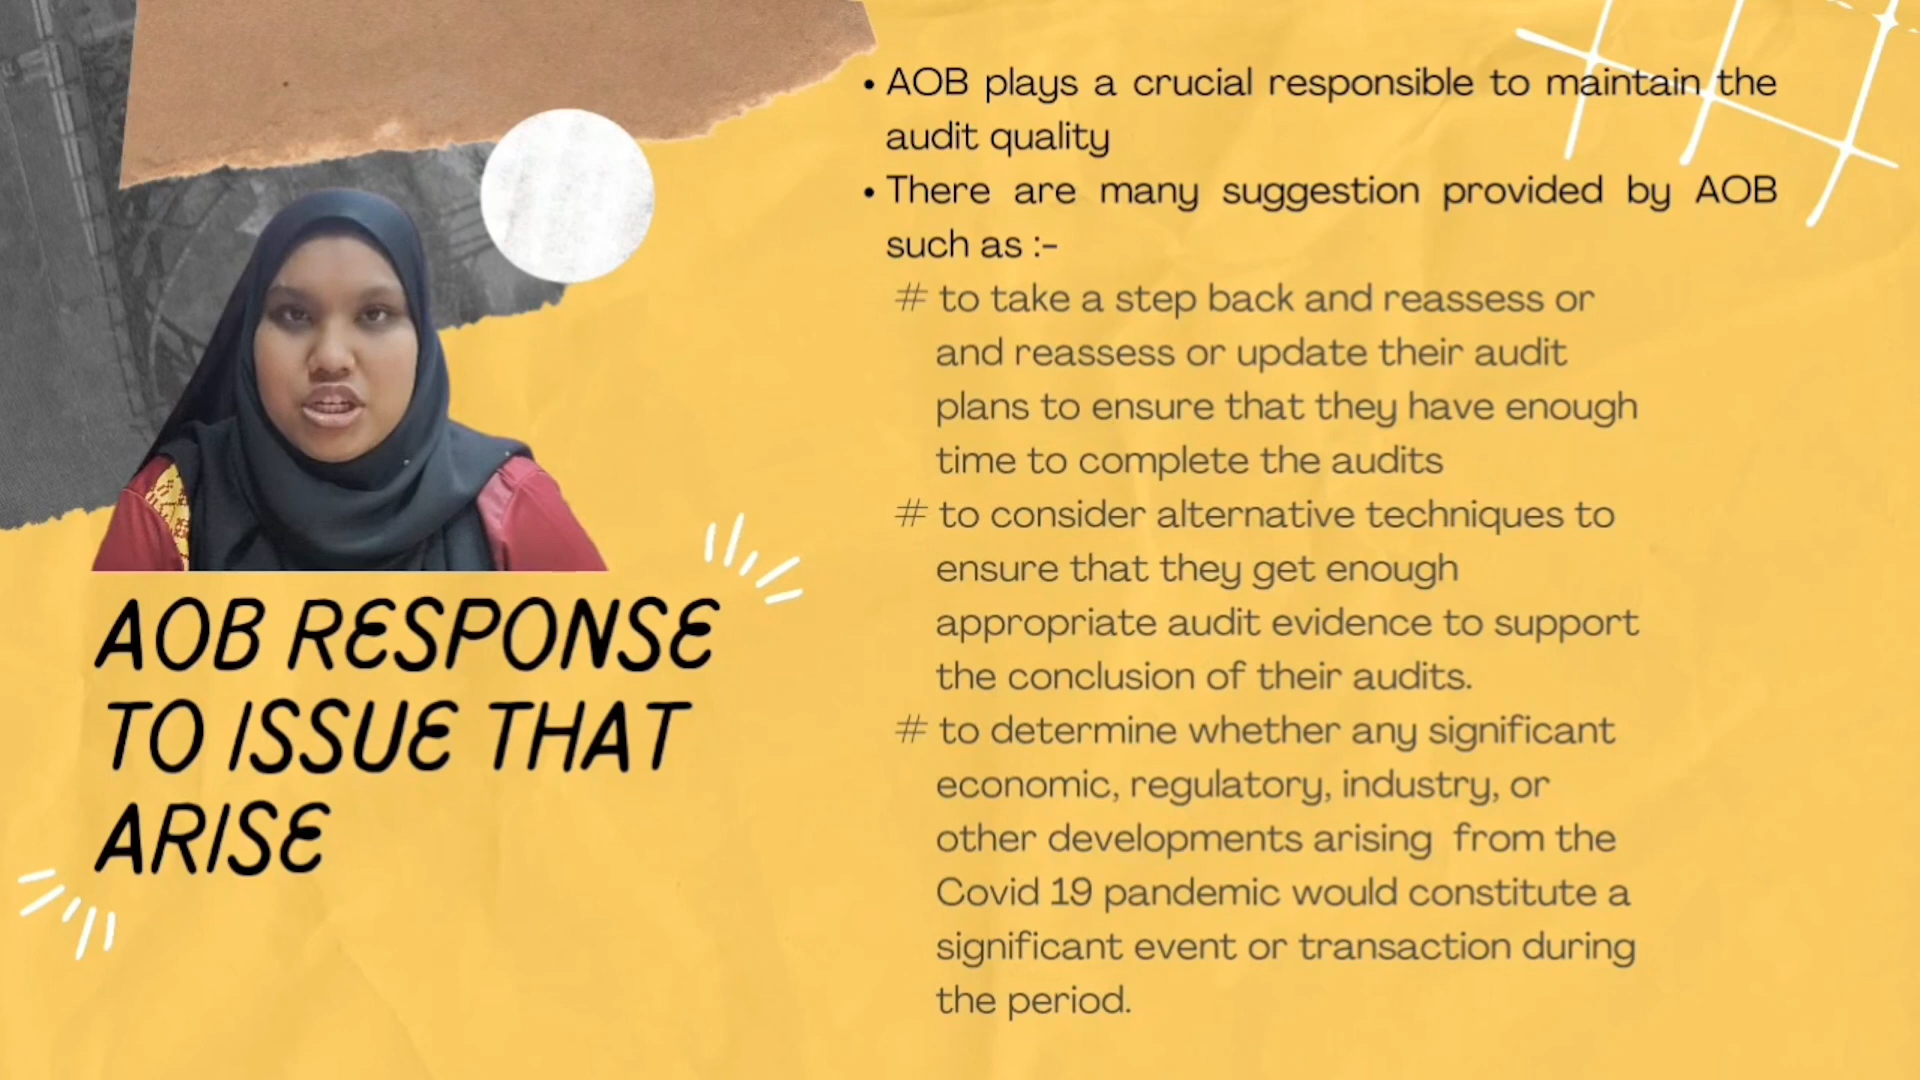 AOB RESPONSE
TO ISSUE THAT
ARISE
• AOB plays a crucial responsible to maintain the
audit quality
• There are many suggestion provided by AOB
such as :-
# to take a step back and reassess or
and reassess or update their audit
plans to ensure that they have enough
time to complete the audits
# to consider alternative techniques to
ensure that they get enough
appropriate audit evidence to support
the conclusion of their audits.
# to determine whether any significant
economic, regulatory, industry, or
other developments arising from the
Covid 19 pandemic would constitute a
significant event or transaction during
the period.